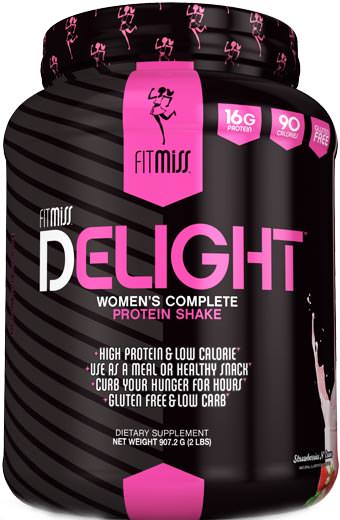 FITMISS
16G
PROTEIN
90
CALORIES
GLUTEN
FREE
FITMISS
DELIGHT
WOMEN'S COMPLETE
PROTEIN SHAKE
+HIGH PROTEIN & LOW CALORIE+
+USE AS A MEAL OR HEALTHY SNACK+
+CURB YOUR HUNGER FOR HOURS+
+GLUTEN FREE & LOW CARB+
DIETARY SUPPLEMENT
NET WEIGHT 907.2 G (2 LBS)
Strawberries N'